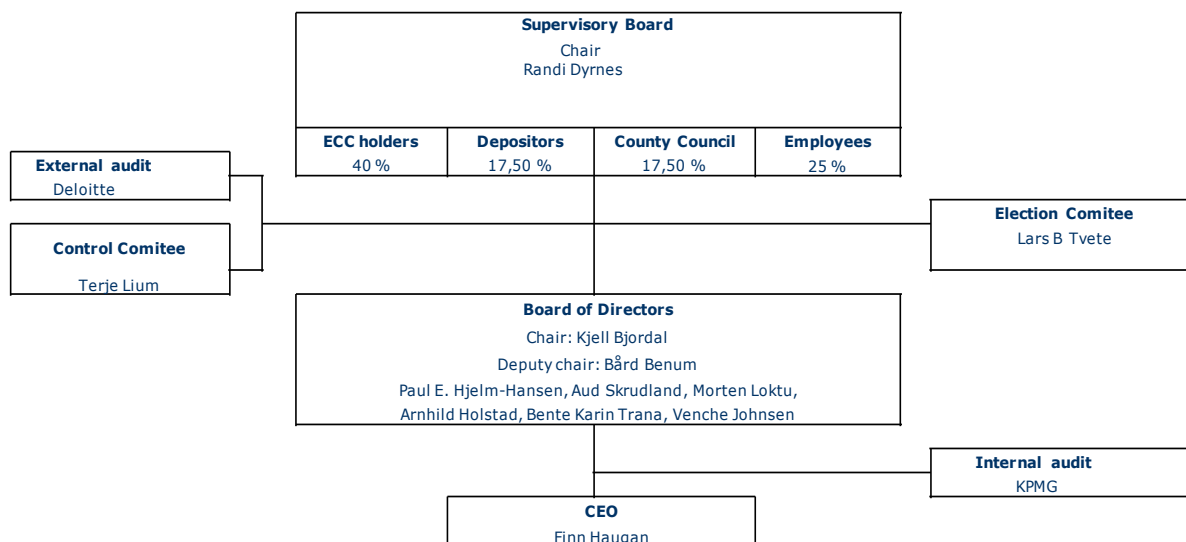 Supervisory Board
Chair
Randi Dyrnes
ECC holders
40 %
Depositors
17,50 %
County Council
17,50 %
Employees
25 %
External audit
Deloitte
Control Comitee
Terje Lium
Election Comitee
Lars B Tvete
Board of Directors
Chair: Kjell Bjordal
Deputy chair: Bård Benum
Paul E. Hjelm-Hansen, Aud Skrudland, Morten Loktu,
Arnhild Holstad, Bente Karin Trana, Venche Johnsen
Internal audit
KPMG
CEO
Finn Haugan